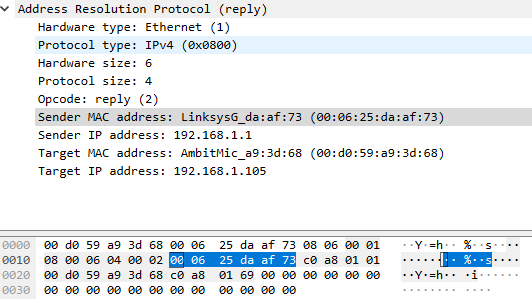 Address Resolution Protocol (reply)
Hardware type: Ethernet (1)
Protocol type: IPv4 (0x0800)
Hardware size: 6
Protocol size: 4
Opcode: reply (2)
Sender MAC address: LinksysG_da:af:73 (00:06:25:da:af:73)
Sender IP address: 192.168.1.1
Target MAC address: AmbitMic_a9:3d:68 (00:d0:59:a9:3d:68)
Target IP address: 192.168.1.105
0000 00 d0 59 a9 3d 68 00 06 25 da af 73 08 06 00 01 ··Y·=h·· %··s····
0010 08 00 06 04 00 02 00 06 25 da af 73 c0 a8 01 01 ········ %··s····
0020 00 d0 59 a9 3d 68 c0 a8 01 69 00 00 00 00 00 00 ··Y·=h·· ·i······
0030 00 00 00 00 00 00 00 00 00 00 00 00 ········ ····